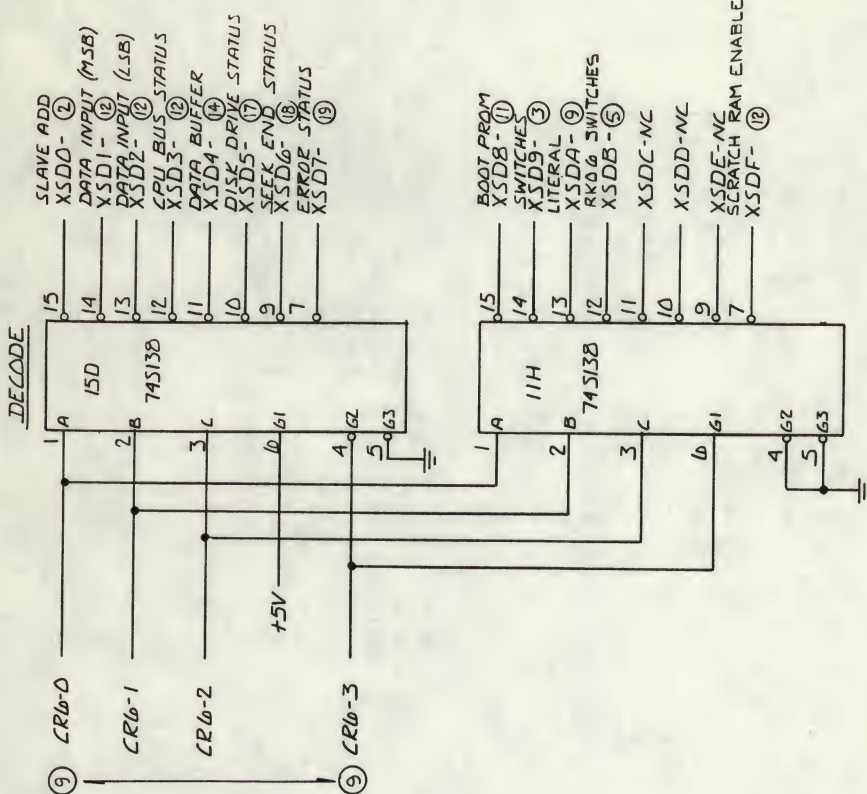 DECODE
SLAVE ADD
XSD0- ②
DATA INPUT (MSB)
XSD1- ⑫
DATA INPUT (LSB)
XSD2- ⑫
CPU BUS STATUS
XSD3- ⑫
DATA BUFFER
XSD4- ⑭
DISK DRIVE STATUS
XSD5- ⑰
SEEK END STATUS
XSD6- ⑱
ERROR STATUS
XSD7- ⑲
15
14
13
12
11
10
9
7
15D
74S138
1 A
2 B
3 C
6 G1
4 G2
5 G3
+5V
⑨ CR6-0
CR6-1
CR6-2
⑨ CR6-3
BOOT PROM
XSD8- ⑪
SWITCHES
XSD9- ③
LITERAL
XSDA- ⑨
RK06 SWITCHES
XSDB- ⑤
XSDC-NC
XSDD-NC
XSDE-NC
SCRATCH RAM ENABLE
XSDF- ⑫
15
14
13
12
11
10
9
7
11H
74S138
1 A
2 B
3 C
6 G1
4 G2
5 G3